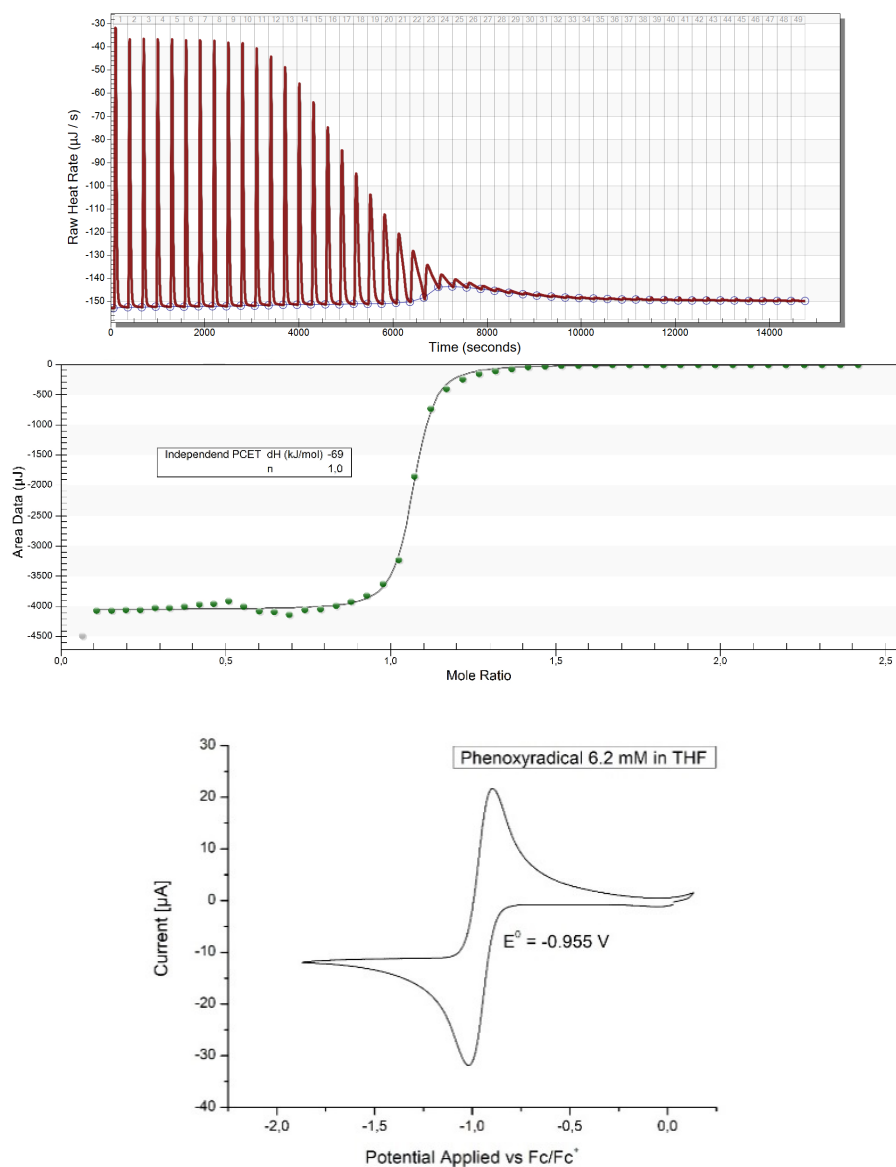 1 2 3 4 5 6 7 8 9 10 11 12 13 14 15 16 17 18 19 20 21 22 23 24 25 26 27 28 29 30 31 32 33 34 35 36 37 38 39 40 41 42 43 44 45 46 47 48 49
-30
-40
-50
-60
-70
-80
-90
-100
-110
-120
-130
-140
-150
Raw Heat Rate (µJ / s)
0 2000 4000 6000 8000 10000 12000 14000
Time (seconds)
0
-500
-1000
-1500
-2000
-2500
-3000
-3500
-4000
-4500
Area Data (µJ)
Independend PCET dH (kJ/mol) -69
n 1,0
0,0 0,5 1,0 1,5 2,0 2,5
Mole Ratio
30
20
10
0
-10
-20
-30
-40
Current [µA]
Phenoxyradical 6.2 mM in THF
E⁰ = -0.955 V
-2,0 -1,5 -1,0 -0,5 0,0
Potential Applied vs Fc/Fc⁺